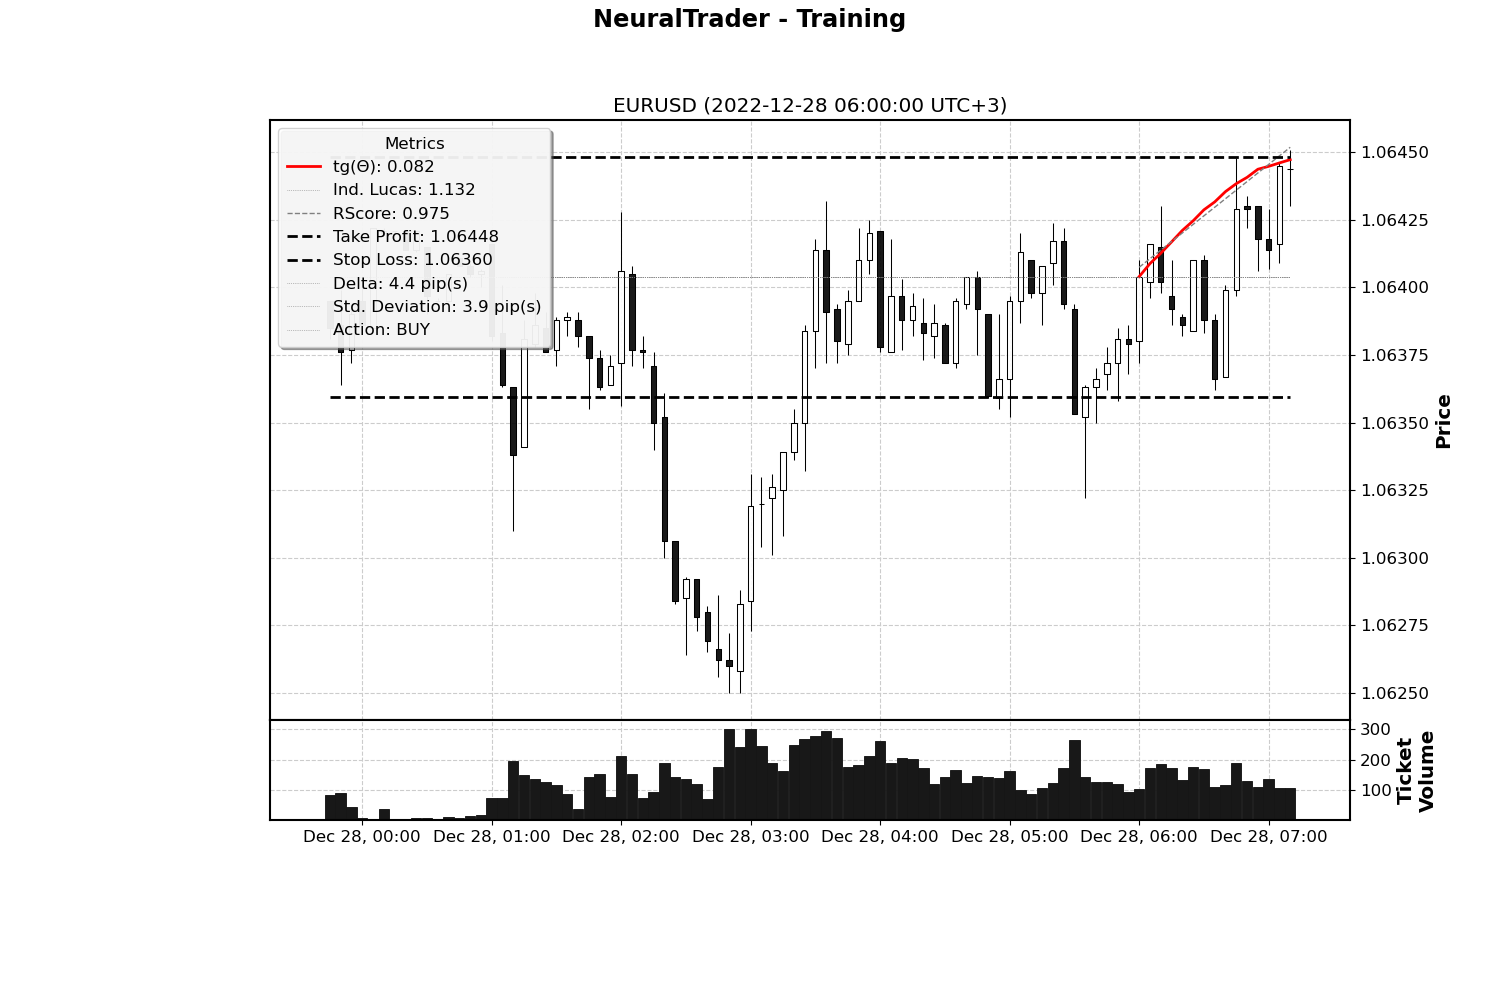 NeuralTrader - Training
EURUSD (2022-12-28 06:00:00 UTC+3)
Metrics
tg(Θ): 0.082
Ind. Lucas: 1.132
RScore: 0.975
Take Profit: 1.06448
Stop Loss: 1.06360
Delta: 4.4 pip(s)
Std. Deviation: 3.9 pip(s)
Action: BUY
1.06450
1.06425
1.06400
1.06375
1.06350
1.06325
1.06300
1.06275
1.06250
Price
300
200
100
Ticket
Volume
Dec 28, 00:00 Dec 28, 01:00 Dec 28, 02:00 Dec 28, 03:00 Dec 28, 04:00 Dec 28, 05:00 Dec 28, 06:00 Dec 28, 07:00